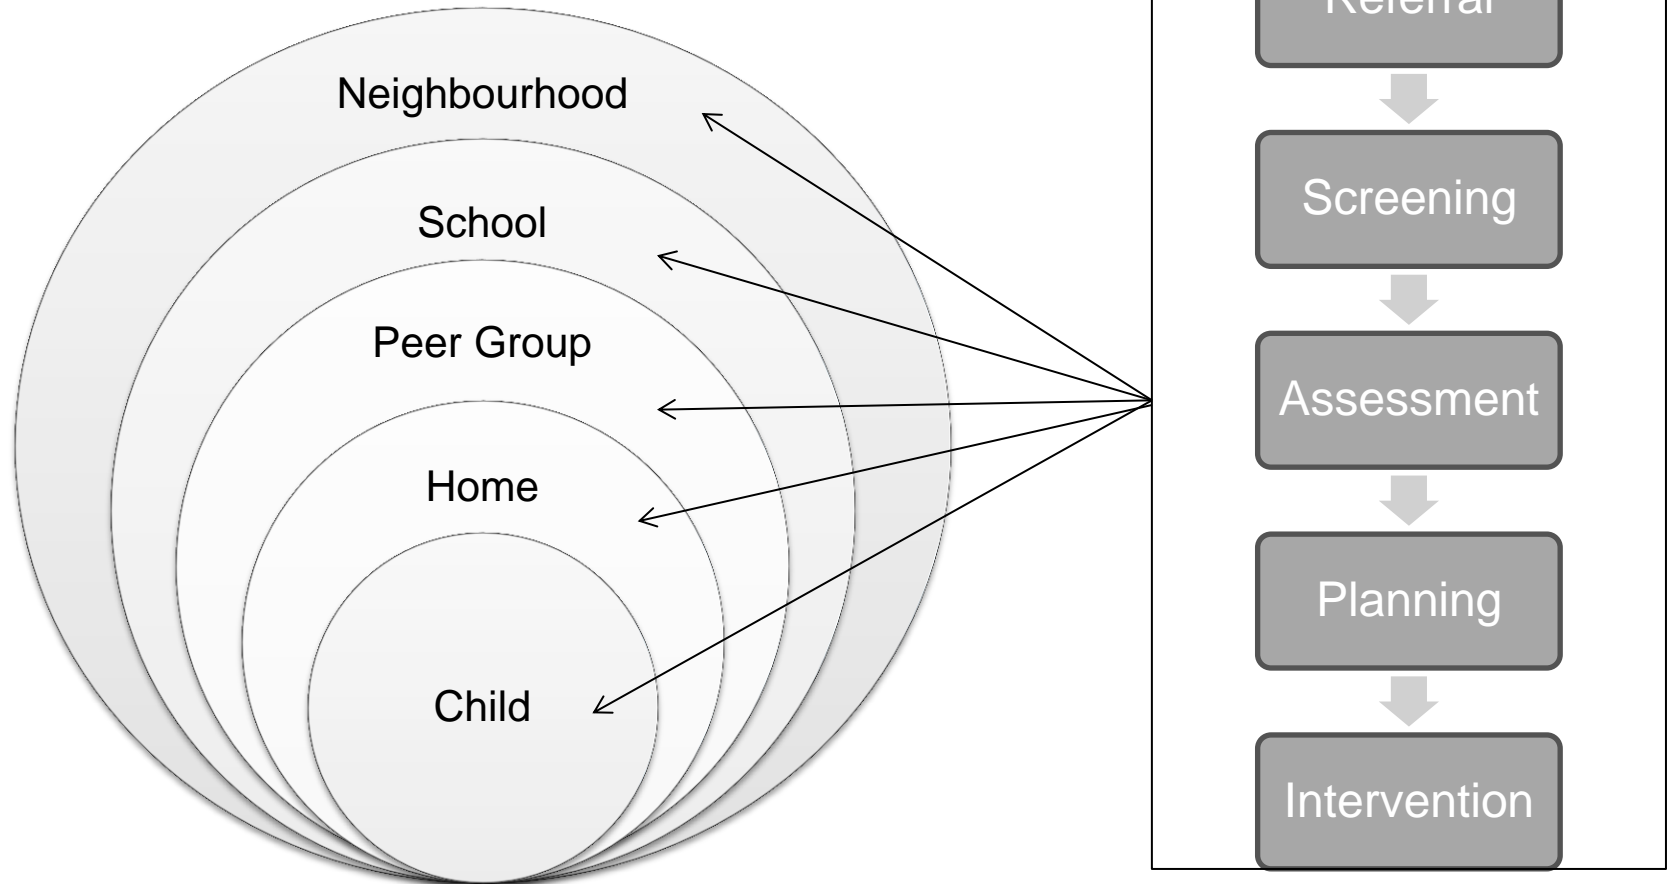 Neighbourhood
School
Peer Group
Home
Child
Referral
Screening
Assessment
Planning
Intervention